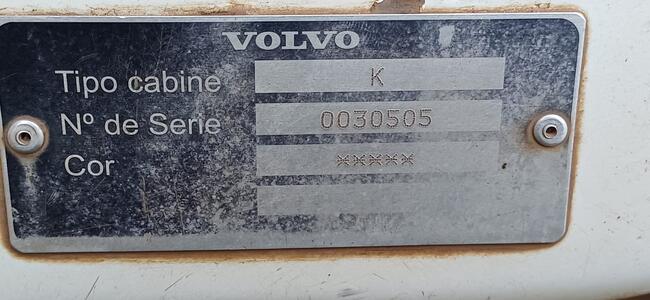 VOLVO
Tipo cabine K
Nº de Serie 0030505
Cor *****